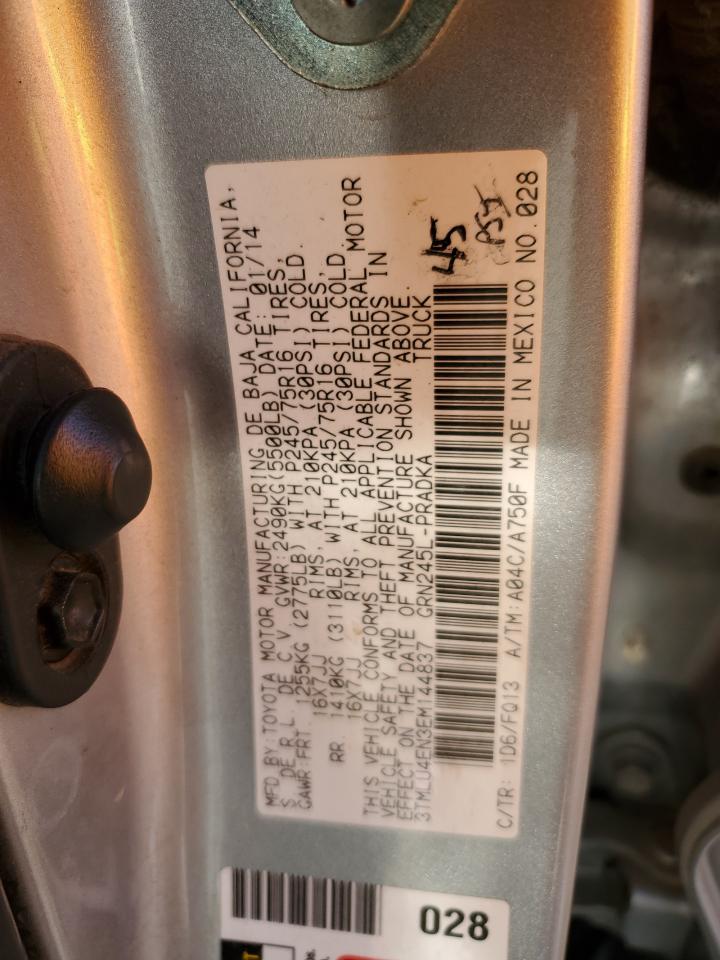 MFD BY: TOYOTA MOTOR MANUFACTURING DE BAJA CALIFORNIA,
S. DE R.L. DE C.V. GVWR:2490KG(5500LB) DATE: 01/14
GAWR:FRT. 1255KG (2775LB) WITH P245/75R16 TIRES,
16X7JJ RIMS, AT 210KPA (30PSI) COLD.
RR. 1410KG (3110LB) WITH P245/75R16 TIRES,
16X7JJ RIMS, AT 210KPA (30PSI) COLD.
THIS VEHICLE CONFORMS TO ALL APPLICABLE FEDERAL MOTOR
VEHICLE SAFETY AND THEFT PREVENTION STANDARDS IN
EFFECT ON THE DATE OF MANUFACTURE SHOWN ABOVE.
3TMLU4EN3EM144837 GRN245L-PRADKA TRUCK
45
PSI
C/TR: 1D6/FQ13 A/TM:A04C/A750F MADE IN MEXICO NO.028
028